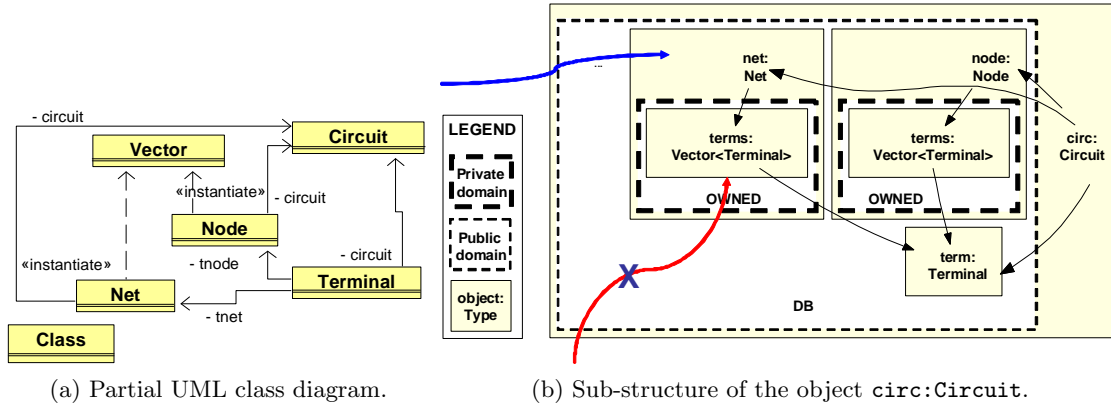 - circuit
Vector
Circuit
«instantiate»
- circuit
Node
«instantiate»
- tnode
- circuit
Net
Terminal
- tnet
Class
LEGEND
Private
domain
Public
domain
object:
Type
...
net:
Net
node:
Node
terms:
Vector<Terminal>
terms:
Vector<Terminal>
circ:
Circuit
OWNED
OWNED
X
term:
Terminal
DB
(a) Partial UML class diagram.
(b) Sub-structure of the object circ:Circuit.